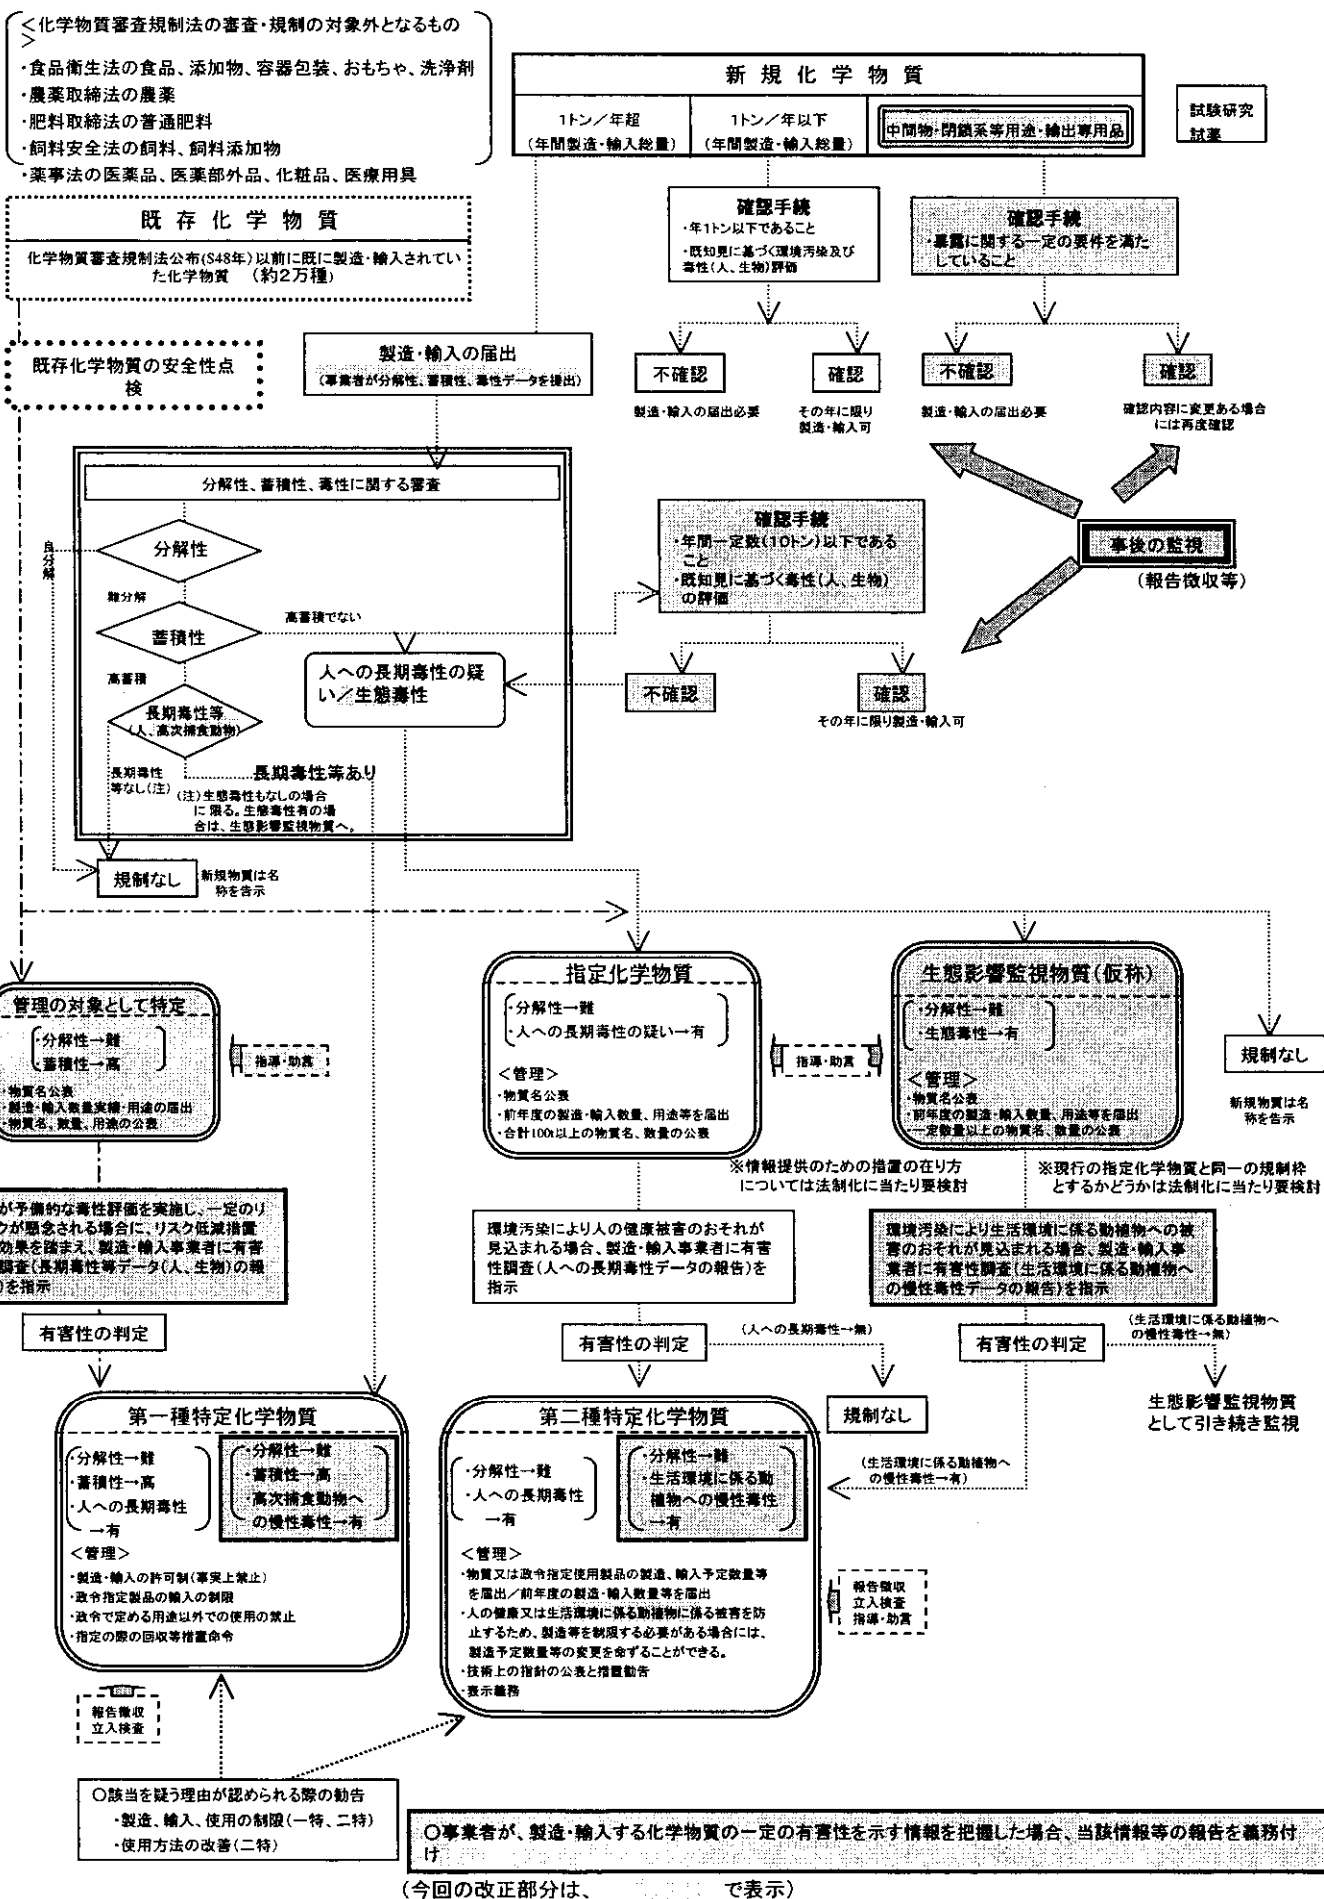 ＜化学物質審査規制法の審査・規制の対象外となるもの
＞
・食品衛生法の食品、添加物、容器包装、おもちゃ、洗浄剤
・農薬取締法の農薬
・肥料取締法の普通肥料
・飼料安全法の飼料、飼料添加物
・薬事法の医薬品、医薬部外品、化粧品、医療用具
新規化学物質
1トン／年超
（年間製造・輸入総量）
1トン／年以下
（年間製造・輸入総量）
中間物・閉鎖系等用途・輸出専用品
試験研究
試薬
既存化学物質
化学物質審査規制法公布(S48年)以前に既に製造・輸入されてい
た化学物質　（約2万種）
確認手続
・年1トン以下であること
・既知見に基づく環境汚染及び
毒性(人、生物)評価
確認手続
・暴露に関する一定の要件を満た
していること
既存化学物質の安全性点
検
製造・輸入の届出
(事業者が分解性、蓄積性、毒性データを提出)
不確認
確認
不確認
確認
製造・輸入の届出必要
その年に限り
製造・輸入可
製造・輸入の届出必要
確認内容に変更ある場合
には再度確認
分解性、蓄積性、毒性に関する審査
分解性
良分解
難分解
蓄積性
高蓄積でない
高蓄積
人への長期毒性の疑
い／生態毒性
長期毒性等
(人、高次捕食動物)
長期毒性
等なし(注)
長期毒性等あり
(注)生態毒性もなしの場合
に限る。生態毒性有の場
合は、生態影響監視物質へ。
確認手続
・年間一定数(10トン)以下である
こと
・既知見に基づく毒性(人、生物)
の評価
不確認
確認
その年に限り製造・輸入可
事後の監視
(報告徴収等)
規制なし
新規物質は名
称を告示
管理の対象として特定
・分解性→難
・蓄積性→高
・物質名公表
・製造・輸入数量実績・用途の届出
・物質名、数量、用途の公表
指導・助言
指定化学物質
・分解性→難
・人への長期毒性の疑い→有
＜管理＞
・物質名公表
・前年度の製造・輸入数量、用途等を届出
・合計100t以上の物質名、数量の公表
指導・助言
生態影響監視物質(仮称)
・分解性→難
・生態毒性→有
＜管理＞
・物質名公表
・前年度の製造・輸入数量、用途等を届出
・一定数量以上の物質名、数量の公表
規制なし
新規物質は名
称を告示
※情報提供のための措置の在り方
については法制化に当たり要検討
※現行の指定化学物質と同一の規制枠
とするかどうかは法制化に当たり要検討
が予備的な毒性評価を実施し、一定のリ
クが懸念される場合に、リスク低減措置
効果を踏まえ、製造・輸入事業者に有害
調査(長期毒性等データ(人、生物)の報
)を指示
環境汚染により人の健康被害のおそれが
見込まれる場合、製造・輸入事業者に有害
性調査(人への長期毒性データの報告)を
指示
環境汚染により生活環境に係る動植物への被
害のおそれが見込まれる場合、製造・輸入事
業者に有害性調査(生活環境に係る動植物へ
の慢性毒性データの報告)を指示
有害性の判定
有害性の判定
(人への長期毒性→無)
有害性の判定
(生活環境に係る動植物へ
の慢性毒性→無)
規制なし
生態影響監視物質
として引き続き監視
(生活環境に係る動植物へ
の慢性毒性→有)
第一種特定化学物質
・分解性→難
・蓄積性→高
・人への長期毒性
→有
・分解性→難
・蓄積性→高
・高次捕食動物へ
の慢性毒性→有
＜管理＞
・製造・輸入の許可制(事実上禁止)
・政令指定製品の輸入の制限
・政令で定める用途以外での使用の禁止
・指定の際の回収等措置命令
報告徴収
立入検査
第二種特定化学物質
・分解性→難
・人への長期毒性
→有
・分解性→難
・生活環境に係る動
植物への慢性毒性
→有
＜管理＞
・物質又は政令指定使用製品の製造、輸入予定数量等
を届出／前年度の製造・輸入数量等を届出
・人の健康又は生活環境に係る動植物に係る被害を防
止するため、製造等を制限する必要がある場合には、
製造予定数量等の変更を命ずることができる。
・技術上の指針の公表と措置勧告
・表示義務
報告徴収
立入検査
指導・助言
○該当を疑う理由が認められる際の勧告
・製造、輸入、使用の制限(一特、二特)
・使用方法の改善(二特)
○事業者が、製造・輸入する化学物質の一定の有害性を示す情報を把握した場合、当該情報等の報告を義務付
け
(今回の改正部分は、　　　で表示)